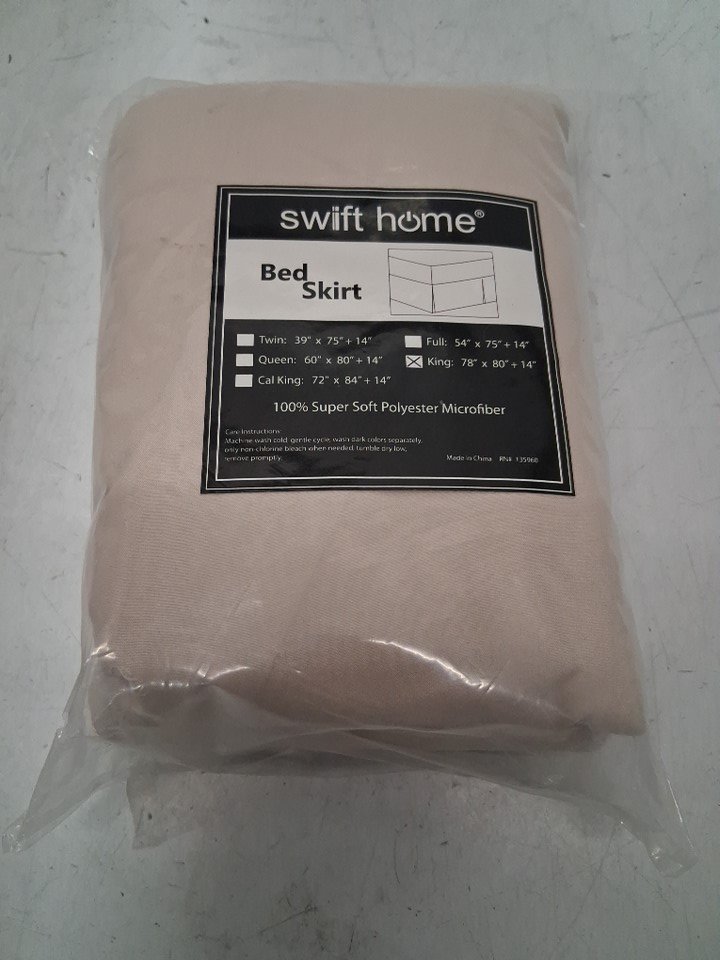 swift home®
Bed
Skirt
Twin: 39" x 75" + 14"
Full: 54" x 75" + 14"
Queen: 60" x 80" + 14"
King: 78" x 80" + 14"
Cal King: 72" x 84" + 14"
100% Super Soft Polyester Microfiber
Care Instructions:
Machine wash cold, gentle cycle, wash dark colors separately,
only non-chlorine bleach when needed, tumble dry low,
remove promptly.
Made in China RN# 135960